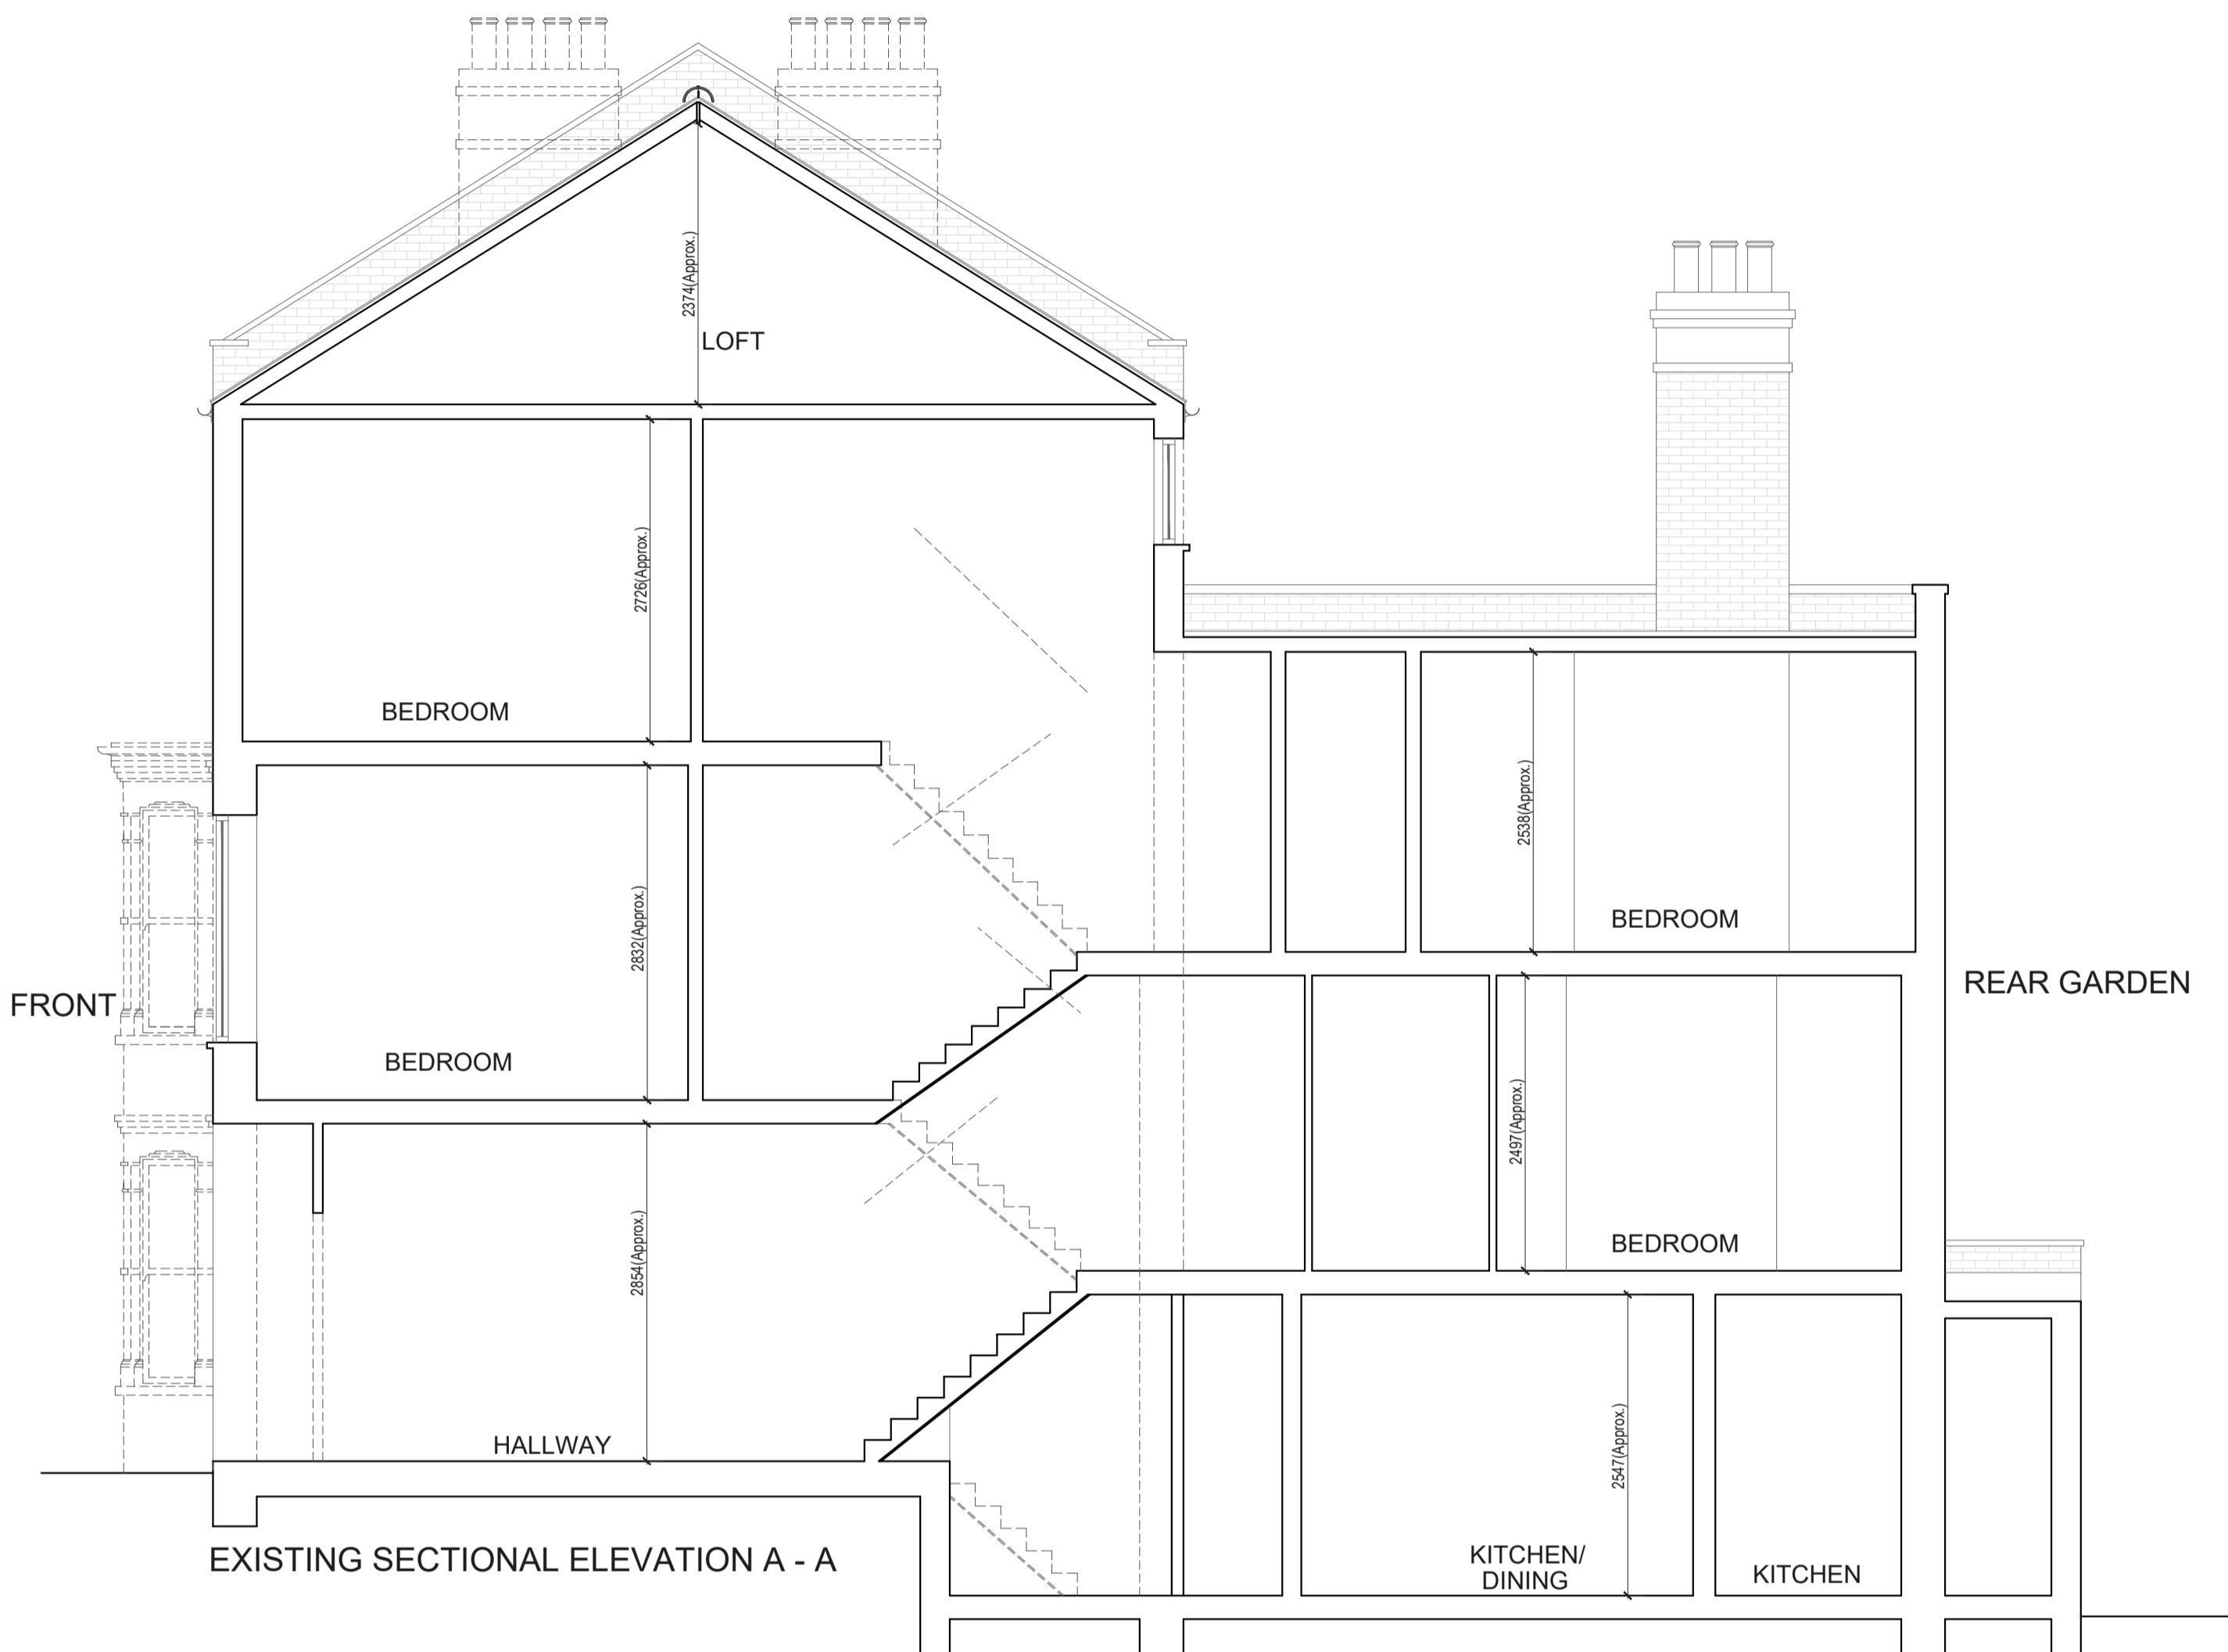 2374(Approx.)
LOFT
2726(Approx.)
BEDROOM
2538(Approx.)
BEDROOM
2832(Approx.)
FRONT
REAR GARDEN
BEDROOM
2497(Approx.)
BEDROOM
2854(Approx.)
HALLWAY
2547(Approx.)
KITCHEN/
DINING
KITCHEN
EXISTING SECTIONAL ELEVATION A - A